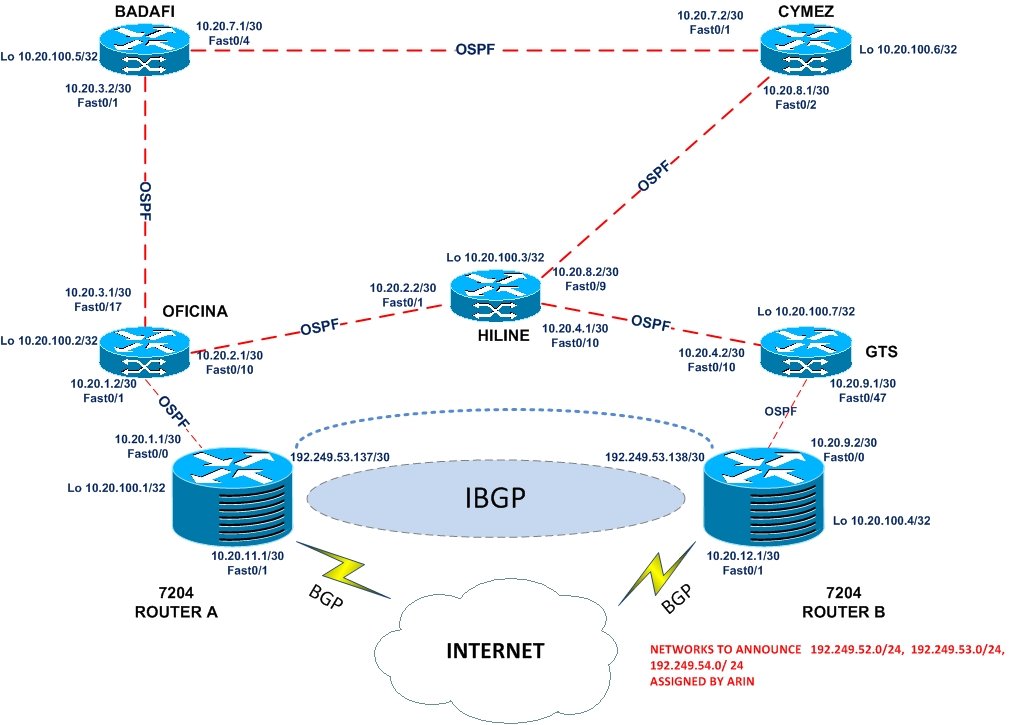 BADAFI
CYMEZ
10.20.7.1/30
Fast0/4
10.20.7.2/30
Fast0/1
OSPF
Lo 10.20.100.5/32
Lo 10.20.100.6/32
10.20.3.2/30
Fast0/1
10.20.8.1/30
Fast0/2
OSPF
OSPF
Lo 10.20.100.3/32
10.20.8.2/30
Fast0/9
10.20.2.2/30
Fast0/1
10.20.3.1/30
Fast0/17
OFICINA
OSPF
HILINE
10.20.4.1/30
Fast0/10
OSPF
Lo 10.20.100.7/32
Lo 10.20.100.2/32
10.20.2.1/30
Fast0/10
10.20.4.2/30
Fast0/10
GTS
10.20.1.2/30
Fast0/1
10.20.9.1/30
Fast0/47
OSPF
OSPF
10.20.1.1/30
Fast0/0
10.20.9.2/30
Fast0/0
192.249.53.137/30
192.249.53.138/30
Lo 10.20.100.1/32
IBGP
Lo 10.20.100.4/32
10.20.11.1/30
Fast0/1
10.20.12.1/30
Fast0/1
BGP
BGP
7204
ROUTER A
7204
ROUTER B
INTERNET
NETWORKS TO ANNOUNCE 192.249.52.0/24, 192.249.53.0/24,
192.249.54.0/ 24
ASSIGNED BY ARIN